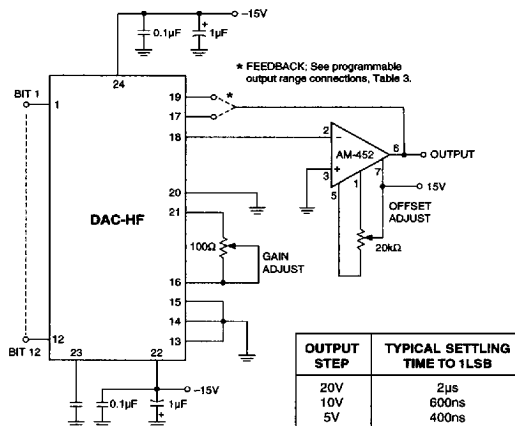 –15V
0.1µF
1µF
+
24
* FEEDBACK; See programmable
output range connections, Table 3.
BIT 1
1
19
*
17
18
2
–
6
AM-452
OUTPUT
+
3
7
5
1
15V
OFFSET
ADJUST
20kΩ
20
DAC-HF
21
100Ω
GAIN
ADJUST
16
15
14
13
12
BIT 12
23
22
–15V
0.1µF
1µF
+
OUTPUT
STEP
TYPICAL SETTLING
TIME TO 1LSB
20V
2µs
10V
600ns
5V
400ns